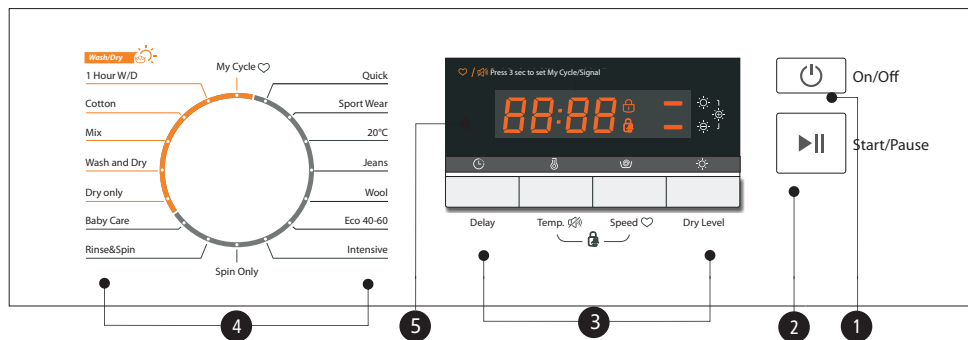 Wash/Dry
My Cycle
1 Hour W/D
Cotton
Mix
Wash and Dry
Dry only
Baby Care
Rinse&Spin
Spin Only
Quick
Sport Wear
20°C
Jeans
Wool
Eco 40-60
Intensive
/ Press 3 sec to set My Cycle/Signal
88:88
Delay
Temp.
Speed
Dry Level
On/Off
Start/Pause
4
5
3
2
1